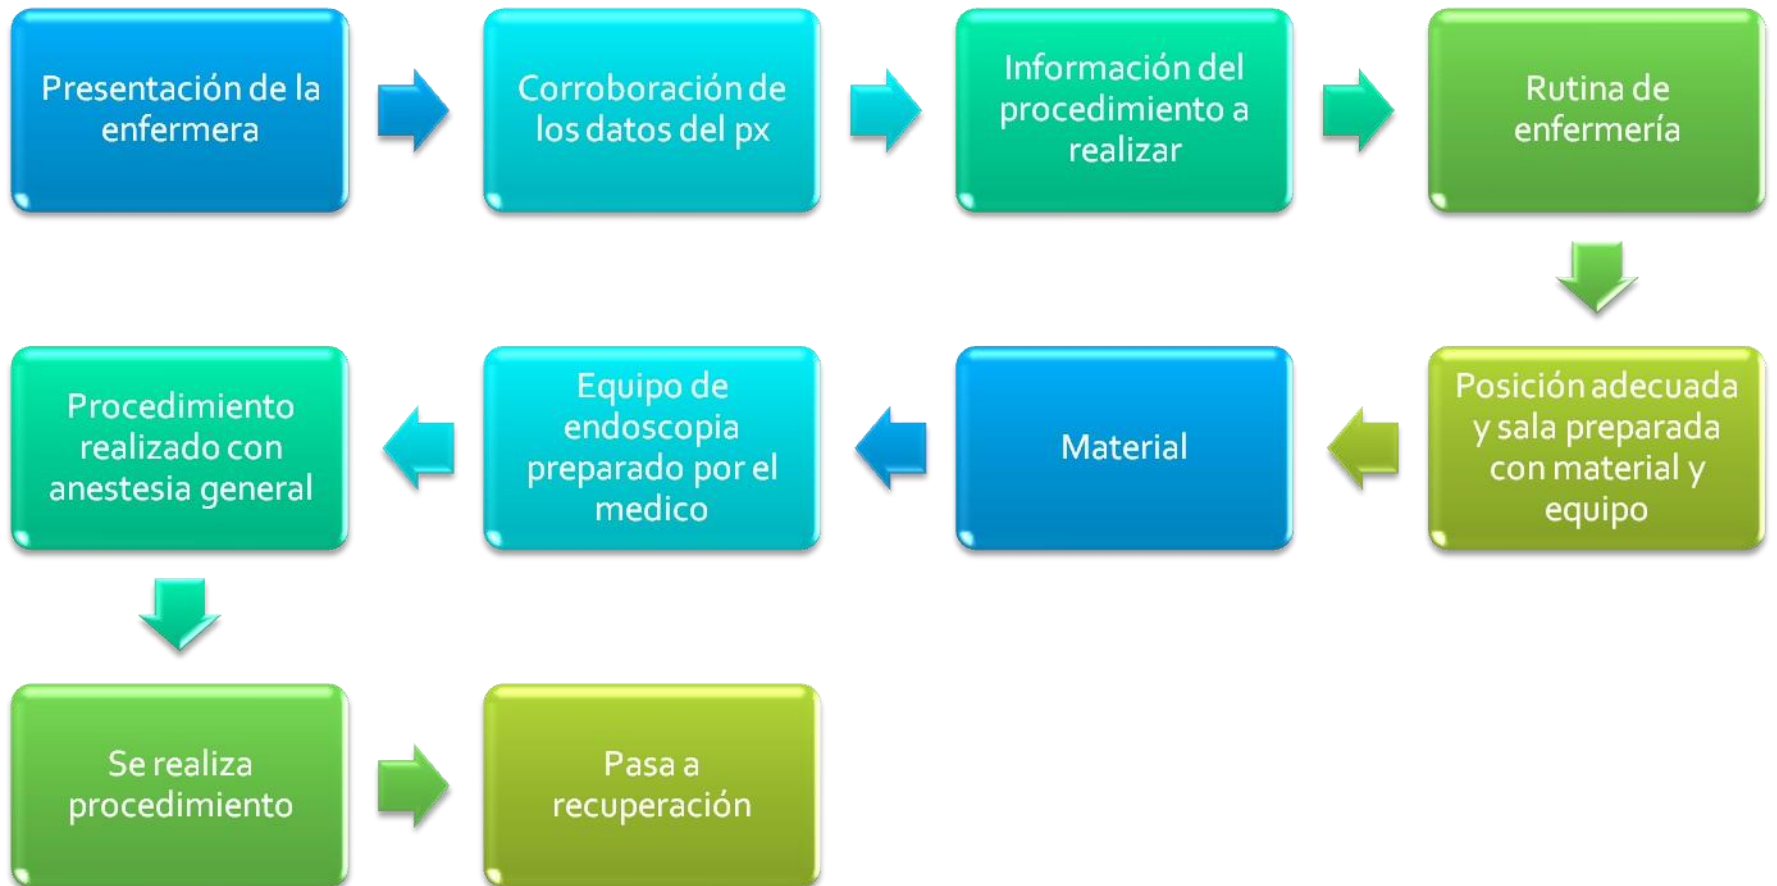 Presentación de la
enfermera
Corroboración de
los datos del px
Información del
procedimiento a
realizar
Rutina de
enfermería
Posición adecuada
y sala preparada
con material y
equipo
Material
Equipo de
endoscopia
preparado por el
medico
Procedimiento
realizado con
anestesia general
Se realiza
procedimiento
Pasa a
recuperación